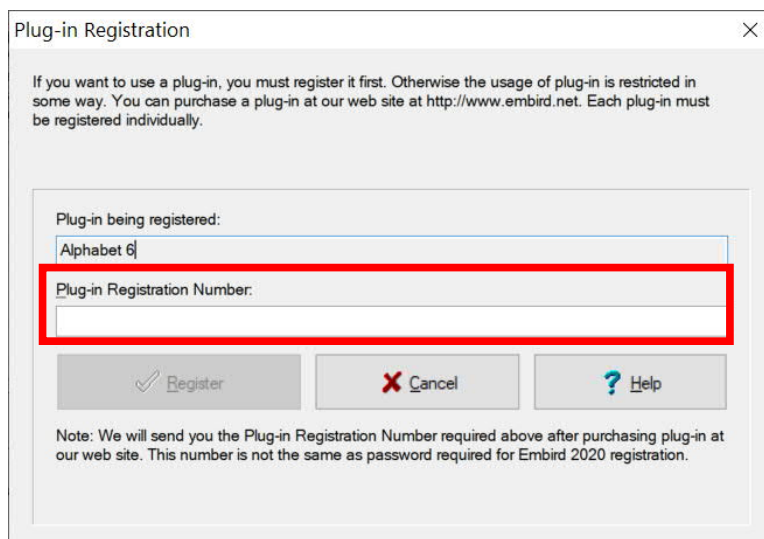 Plug-in Registration
If you want to use a plug-in, you must register it first. Otherwise the usage of plug-in is restricted in
some way. You can purchase a plug-in at our web site at http://www.embird.net. Each plug-in must
be registered individually.
Plug-in being registered:
Alphabet 6
Plug-in Registration Number:
Register
Cancel
? Help
Note: We will send you the Plug-in Registration Number required above after purchasing plug-in at
our web site. This number is not the same as password required for Embird 2020 registration.